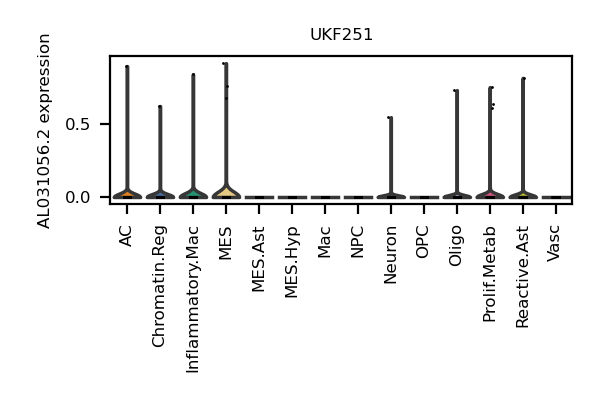 UKF251
AL031056.2 expression
0.5
0.0
AC
Chromatin.Reg
Inflammatory.Mac
MES
MES.Ast
MES.Hyp
Mac
NPC
Neuron
OPC
Oligo
Prolif.Metab
Reactive.Ast
Vasc